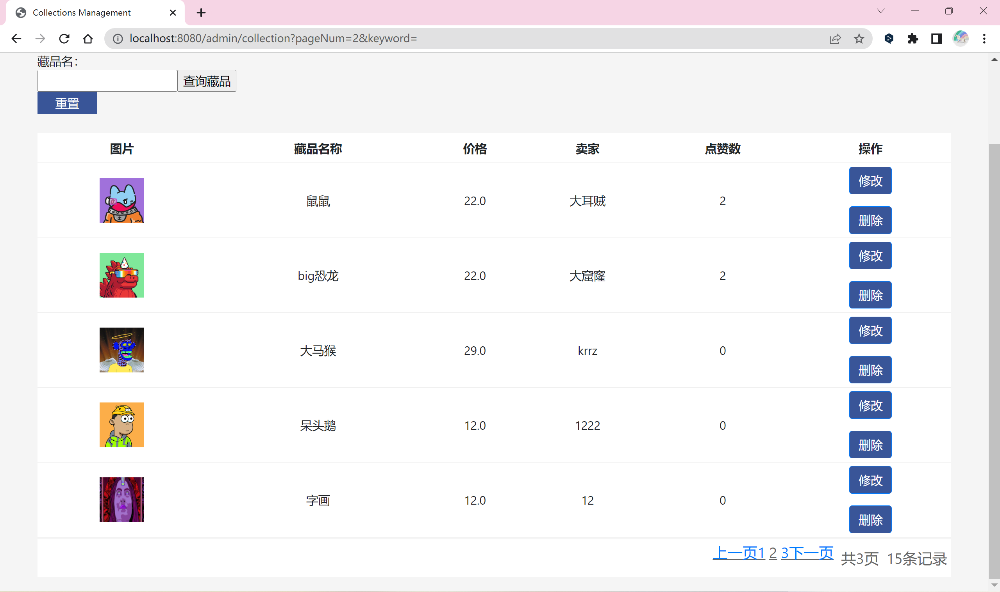 Collections Management
localhost:8080/admin/collection?pageNum=2&keyword=
藏品名：
查询藏品
重置
图片 藏品名称 价格 卖家 点赞数 操作
鼠鼠 22.0 大耳贼 2 修改
删除
big恐龙 22.0 大窟窿 2 修改
删除
大马猴 29.0 krrz 0 修改
删除
呆头鹅 12.0 1222 0 修改
删除
字画 12.0 12 0 修改
删除
上一页1 2 3下一页 共3页 15条记录